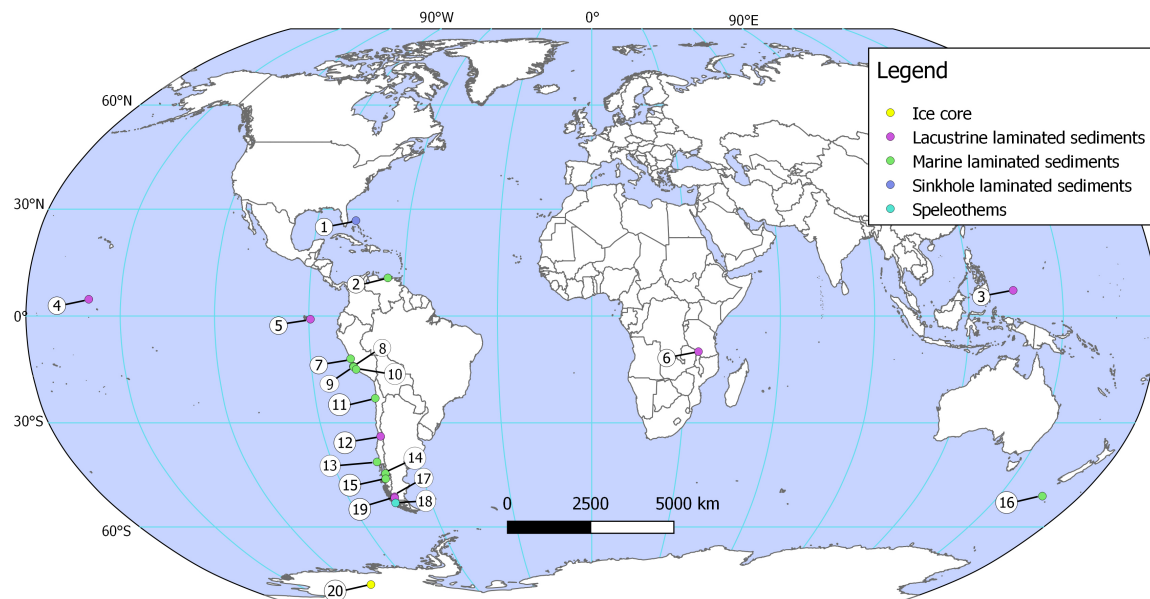 90°W 0° 90°E
Legend
60°N
Ice core
Lacustrine laminated sediments
Marine laminated sediments
Sinkhole laminated sediments
Speleothems
30°N
1
2
3
4
0°
5
6
7
8
9
10
11
30°S
12
13
14
15
16
17
18
19
0 2500 5000 km
60°S
20